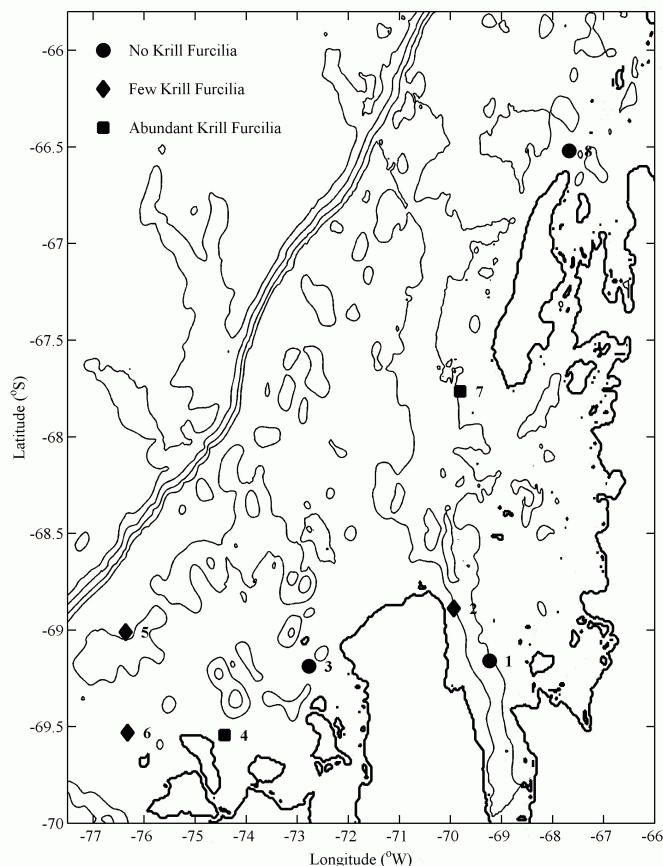 -66
No Krill Furcilia
Few Krill Furcilia
Abundant Krill Furcilia
-66.5
8
-67
-67.5
7
-68
-68.5
2
-69
5
1
3
-69.5
6
4
-70
-77 -76 -75 -74 -73 -72 -71 -70 -69 -68 -67 -66
Latitude (°S)
Longitude (°W)